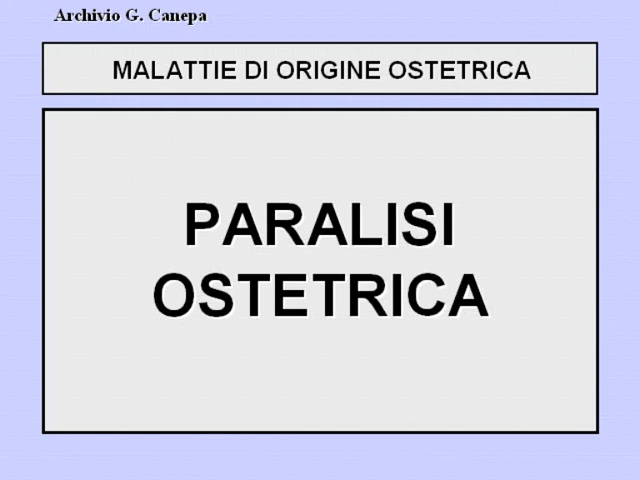 Archivio G. Canepa
MALATTIE DI ORIGINE OSTETRICA
PARALISI
OSTETRICA